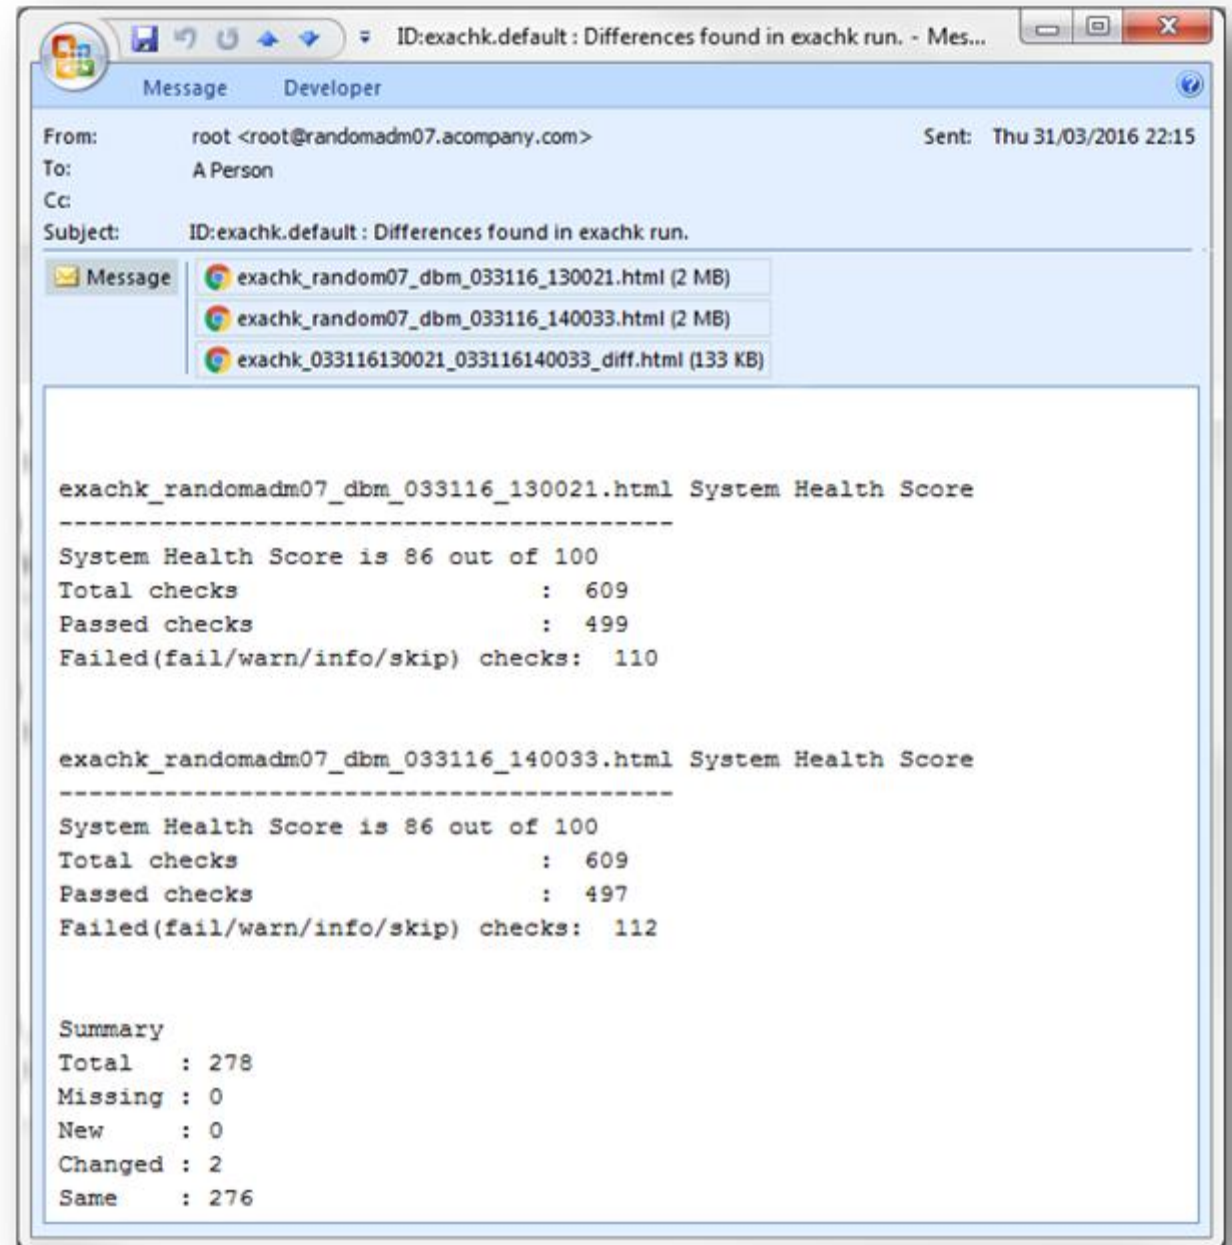 ID:exachk.default : Differences found in exachk run. - Mes...
Message Developer
From: root <root@randomadm07.acompany.com> Sent: Thu 31/03/2016 22:15
To: A Person
Cc:
Subject: ID:exachk.default : Differences found in exachk run.
Message
exachk_random07_dbm_033116_130021.html (2 MB)
exachk_random07_dbm_033116_140033.html (2 MB)
exachk_033116130021_033116140033_diff.html (133 KB)
exachk_randomadm07_dbm_033116_130021.html System Health Score
-----------------------------------------
System Health Score is 86 out of 100
Total checks : 609
Passed checks : 499
Failed(fail/warn/info/skip) checks: 110
exachk_randomadm07_dbm_033116_140033.html System Health Score
-----------------------------------------
System Health Score is 86 out of 100
Total checks : 609
Passed checks : 497
Failed(fail/warn/info/skip) checks: 112
Summary
Total : 278
Missing : 0
New : 0
Changed : 2
Same : 276